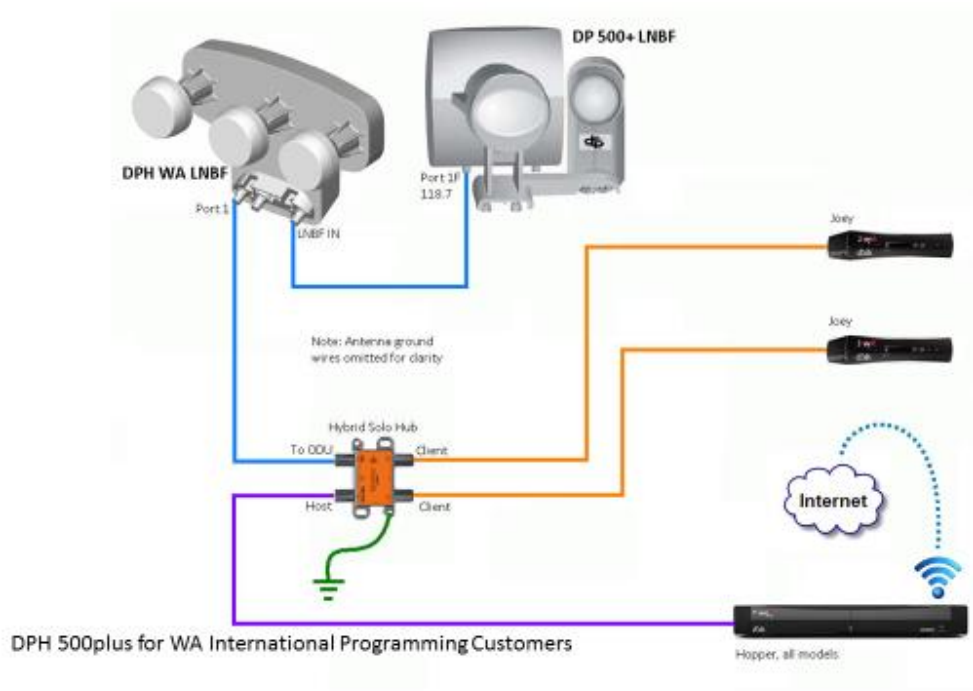 DP 500+ LNBF
DPH WA LNBF
Port 1F
118.7
Port 1
LNBF IN
Joey
Note: Antenna ground
wires omitted for clarity
Joey
Hybrid Solo Hub
To ODU
Client
Host
Client
Internet
DPH 500plus for WA International Programming Customers
Hopper, all models